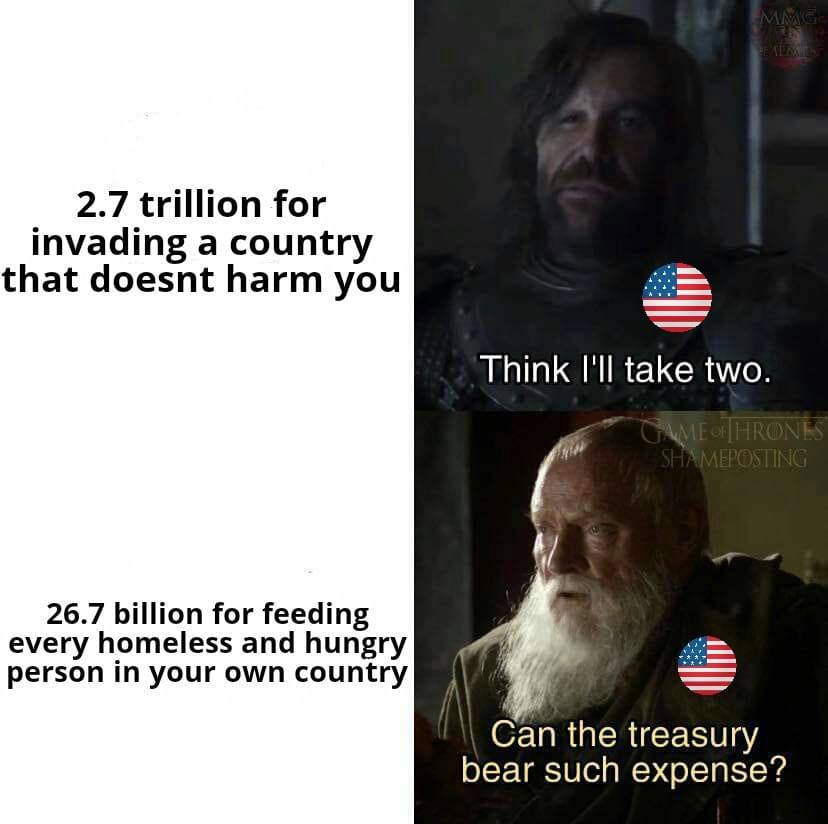 MMG
MEMES
2.7 trillion for
invading a country
that doesnt harm you
Think I'll take two.
GAME OF THRONES
SHAMEPOSTING
26.7 billion for feeding
every homeless and hungry
person in your own country
Can the treasury
bear such expense?